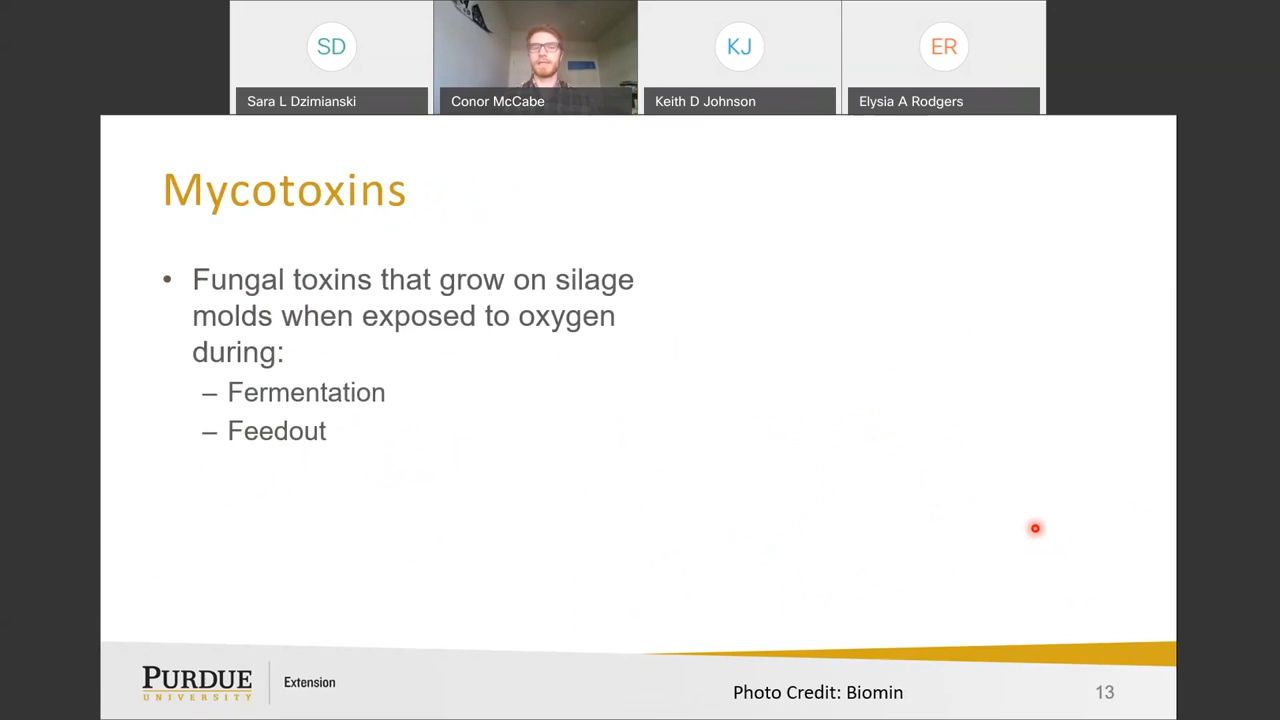 SD
KJ
ER
Sara L Dzimianski
Conor McCabe
Keith D Johnson
Elysia A Rodgers
Mycotoxins
• Fungal toxins that grow on silage
molds when exposed to oxygen
during:
– Fermentation
– Feedout
PURDUE
UNIVERSITY
Extension
Photo Credit: Biomin
13